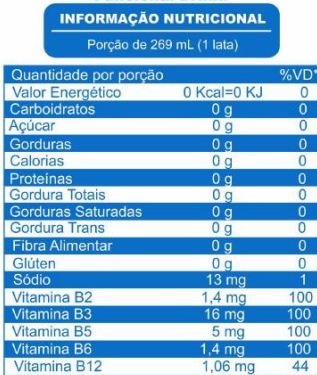 INFORMAÇÃO NUTRICIONAL
Porção de 269 mL (1 lata)
Quantidade por porção %VD*
Valor Energético 0 Kcal=0 KJ 0
Carboidratos 0 g 0
Açúcar 0 g 0
Gorduras 0 g 0
Calorias 0 g 0
Proteínas 0 g 0
Gordura Totais 0 g 0
Gorduras Saturadas 0 g 0
Gordura Trans 0 g 0
Fibra Alimentar 0 g 0
Glúten 0 g 0
Sódio 13 mg 1
Vitamina B2 1,4 mg 100
Vitamina B3 16 mg 100
Vitamina B5 5 mg 100
Vitamina B6 1,4 mg 100
Vitamina B12 1,06 mg 44